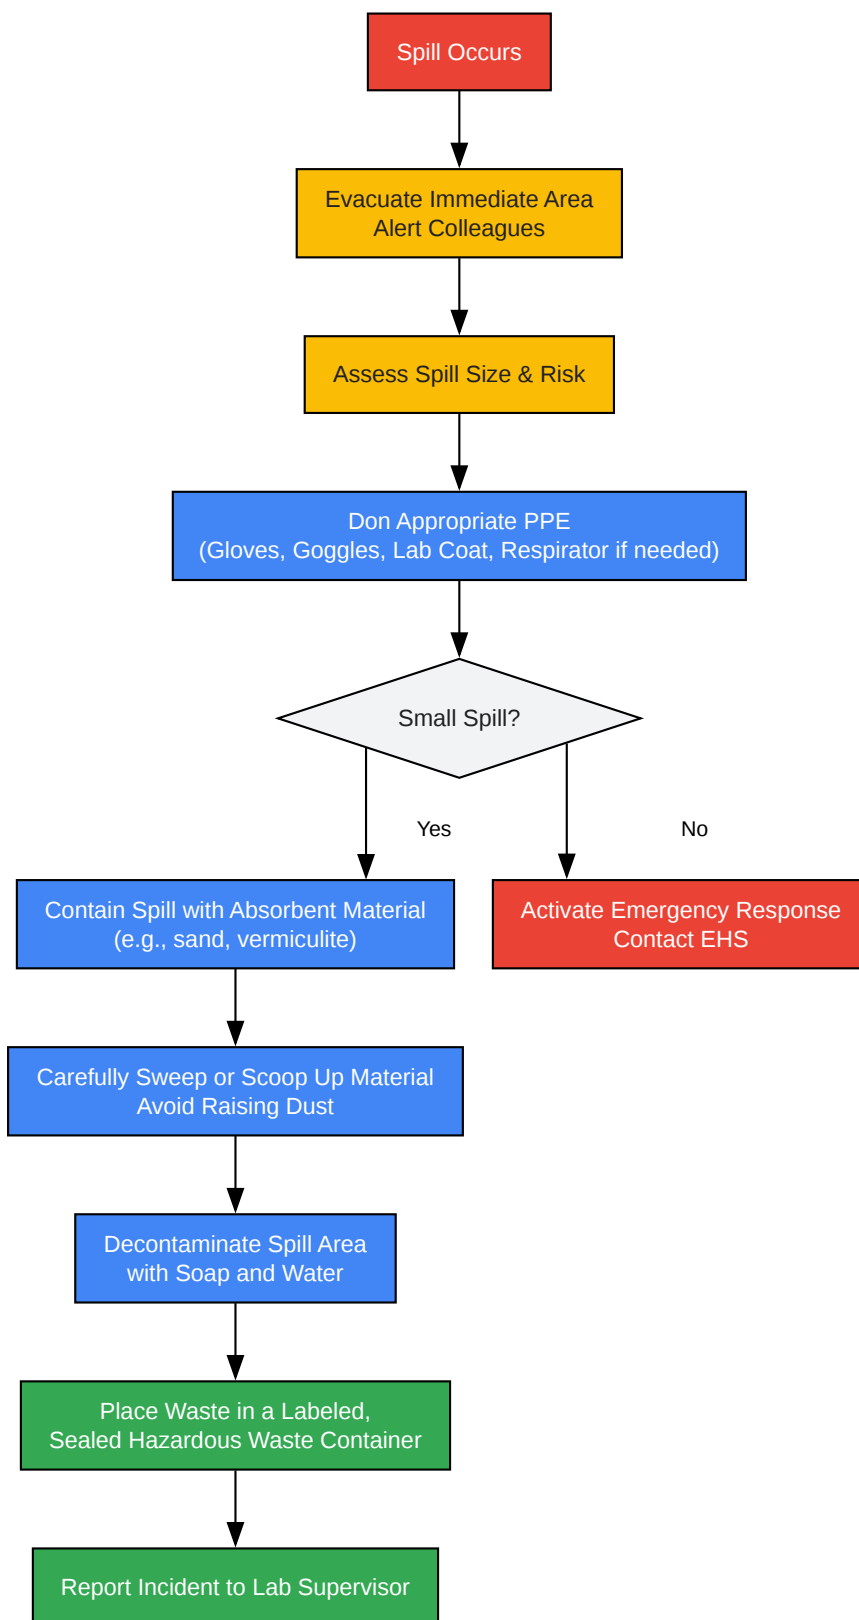 Spill Occurs
Evacuate Immediate Area
Alert Colleagues
Assess Spill Size & Risk
Don Appropriate PPE
(Gloves, Goggles, Lab Coat, Respirator if needed)
Small Spill?
Yes
No
Contain Spill with Absorbent Material
(e.g., sand, vermiculite)
Activate Emergency Response
Contact EHS
Carefully Sweep or Scoop Up Material
Avoid Raising Dust
Decontaminate Spill Area
with Soap and Water
Place Waste in a Labeled,
Sealed Hazardous Waste Container
Report Incident to Lab Supervisor